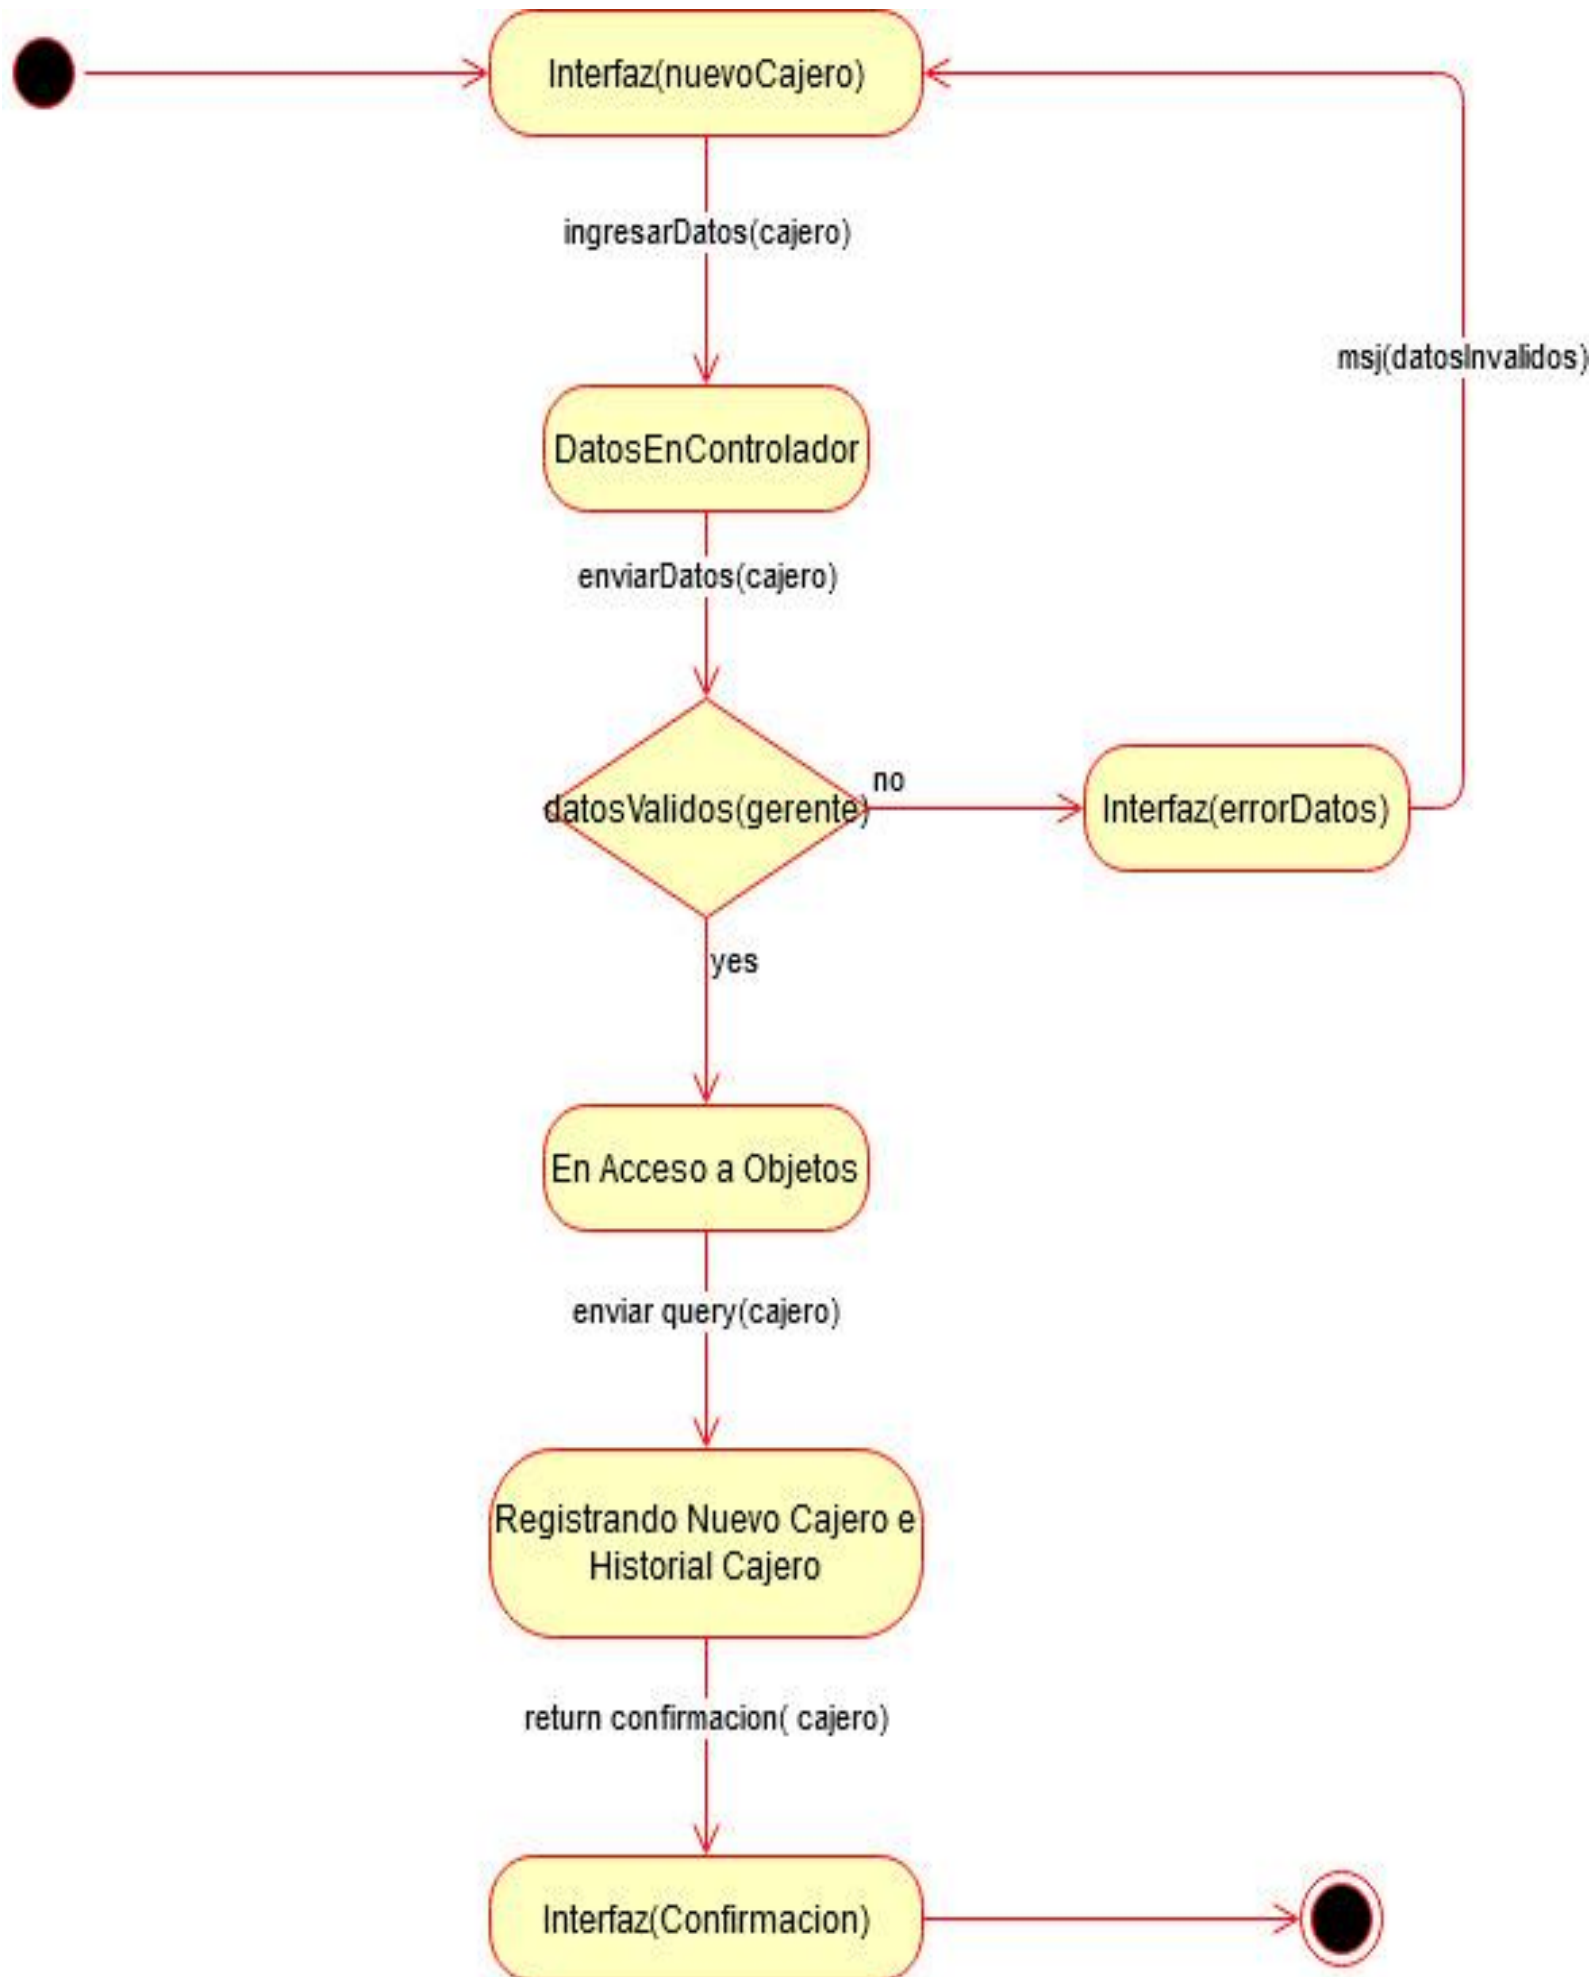 Interfaz(nuevoCajero)
ingresarDatos(cajero)
msj(datosInvalidos)
DatosEnControlador
enviarDatos(cajero)
datosValidos(gerente)
no
Interfaz(errorDatos)
yes
En Acceso a Objetos
enviar query(cajero)
Registrando Nuevo Cajero e
Historial Cajero
return confirmacion( cajero)
Interfaz(Confirmacion)